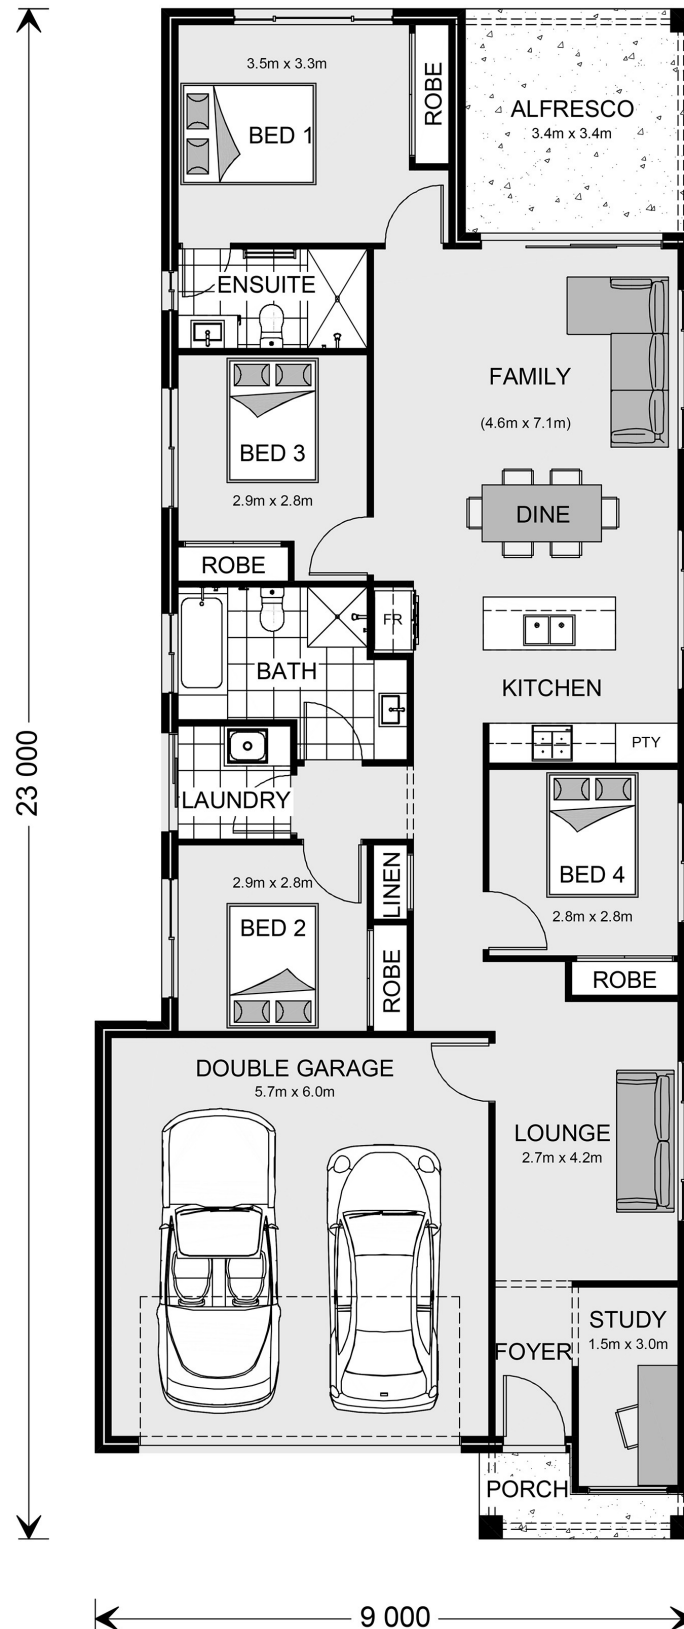 3.5m x 3.3m
ROBE
BED 1
ALFRESCO
3.4m x 3.4m
ENSUITE
FAMILY
(4.6m x 7.1m)
BED 3
2.9m x 2.8m
DINE
ROBE
FR
BATH
KITCHEN
PTY
23 000
LAUNDRY
2.9m x 2.8m
LINEN
BED 4
2.8m x 2.8m
BED 2
ROBE
ROBE
DOUBLE GARAGE
5.7m x 6.0m
LOUNGE
2.7m x 4.2m
STUDY
1.5m x 3.0m
FOYER
PORCH
9 000